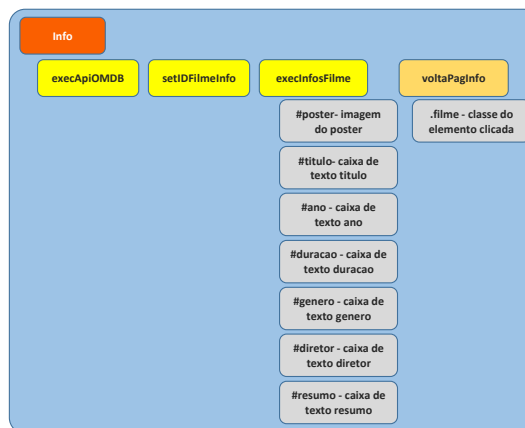 Info
execApiOMDB
setIDFilmeInfo
execInfosFilme
voltaPagInfo
#poster- imagem
do poster
.filme - classe do
elemento clicada
#titulo- caixa de
texto titulo
#ano - caixa de
texto ano
#duracao - caixa de
texto duracao
#genero - caixa de
texto genero
#diretor - caixa de
texto diretor
#resumo - caixa de
texto resumo